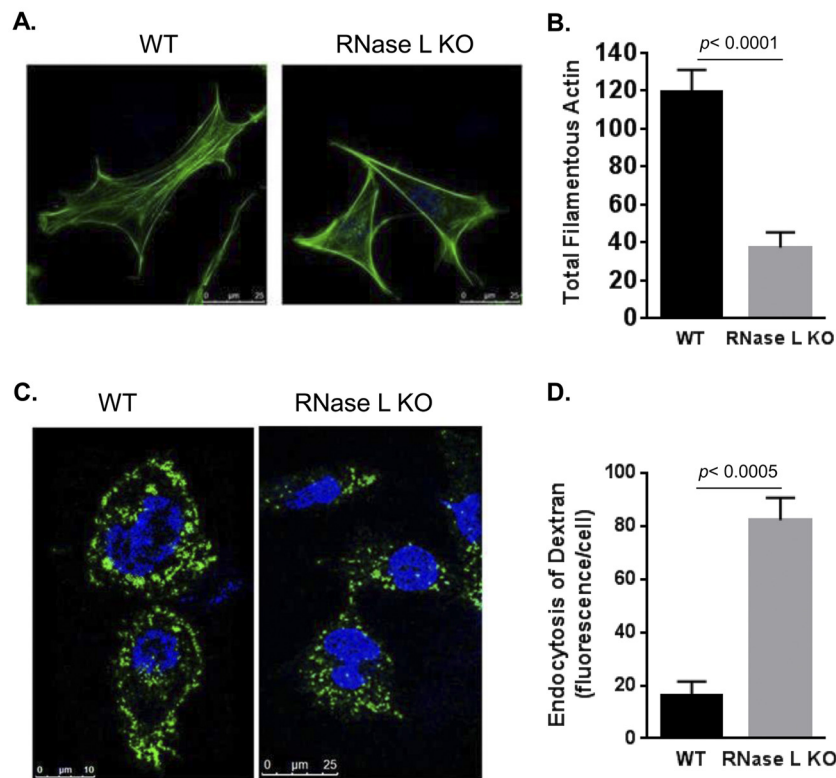 A.
WT
RNase L KO
0 µm 25
0 µm 25
B.
p< 0.0001
Total Filamentous Actin
140
120
100
80
60
40
20
0
WT
RNase L KO
C.
WT
RNase L KO
0 µm 10
0 µm 25
D.
p< 0.0005
Endocytosis of Dextran
(fluorescence/cell)
100
80
60
40
20
0
WT
RNase L KO